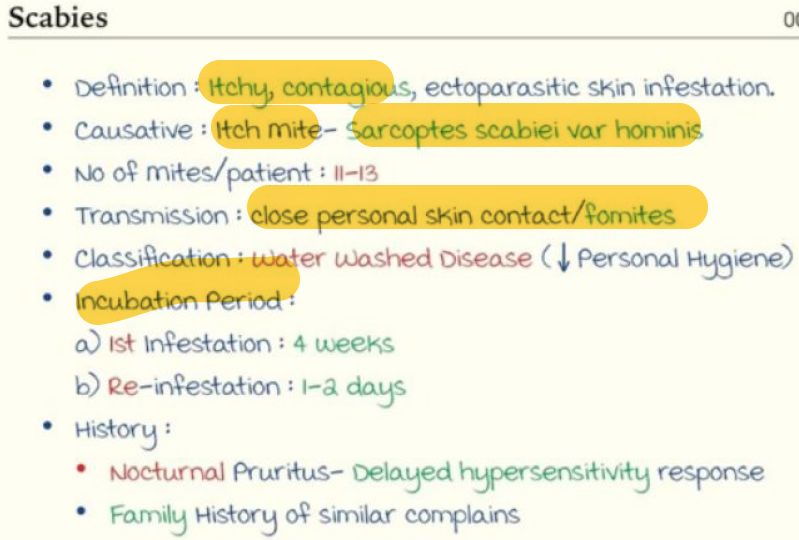 Scabies 00
• Definition : Itchy, contagious, ectoparasitic skin infestation.
• Causative : Itch mite- Sarcoptes scabiei var hominis
• No of mites/patient : 11-13
• Transmission : close personal skin contact/fomites
• Classification : Water Washed Disease (↓ Personal Hygiene)
• Incubation Period :
a) 1st Infestation : 4 weeks
b) Re-infestation : 1-2 days
• History :
• Nocturnal Pruritus- Delayed hypersensitivity response
• Family History of similar complains